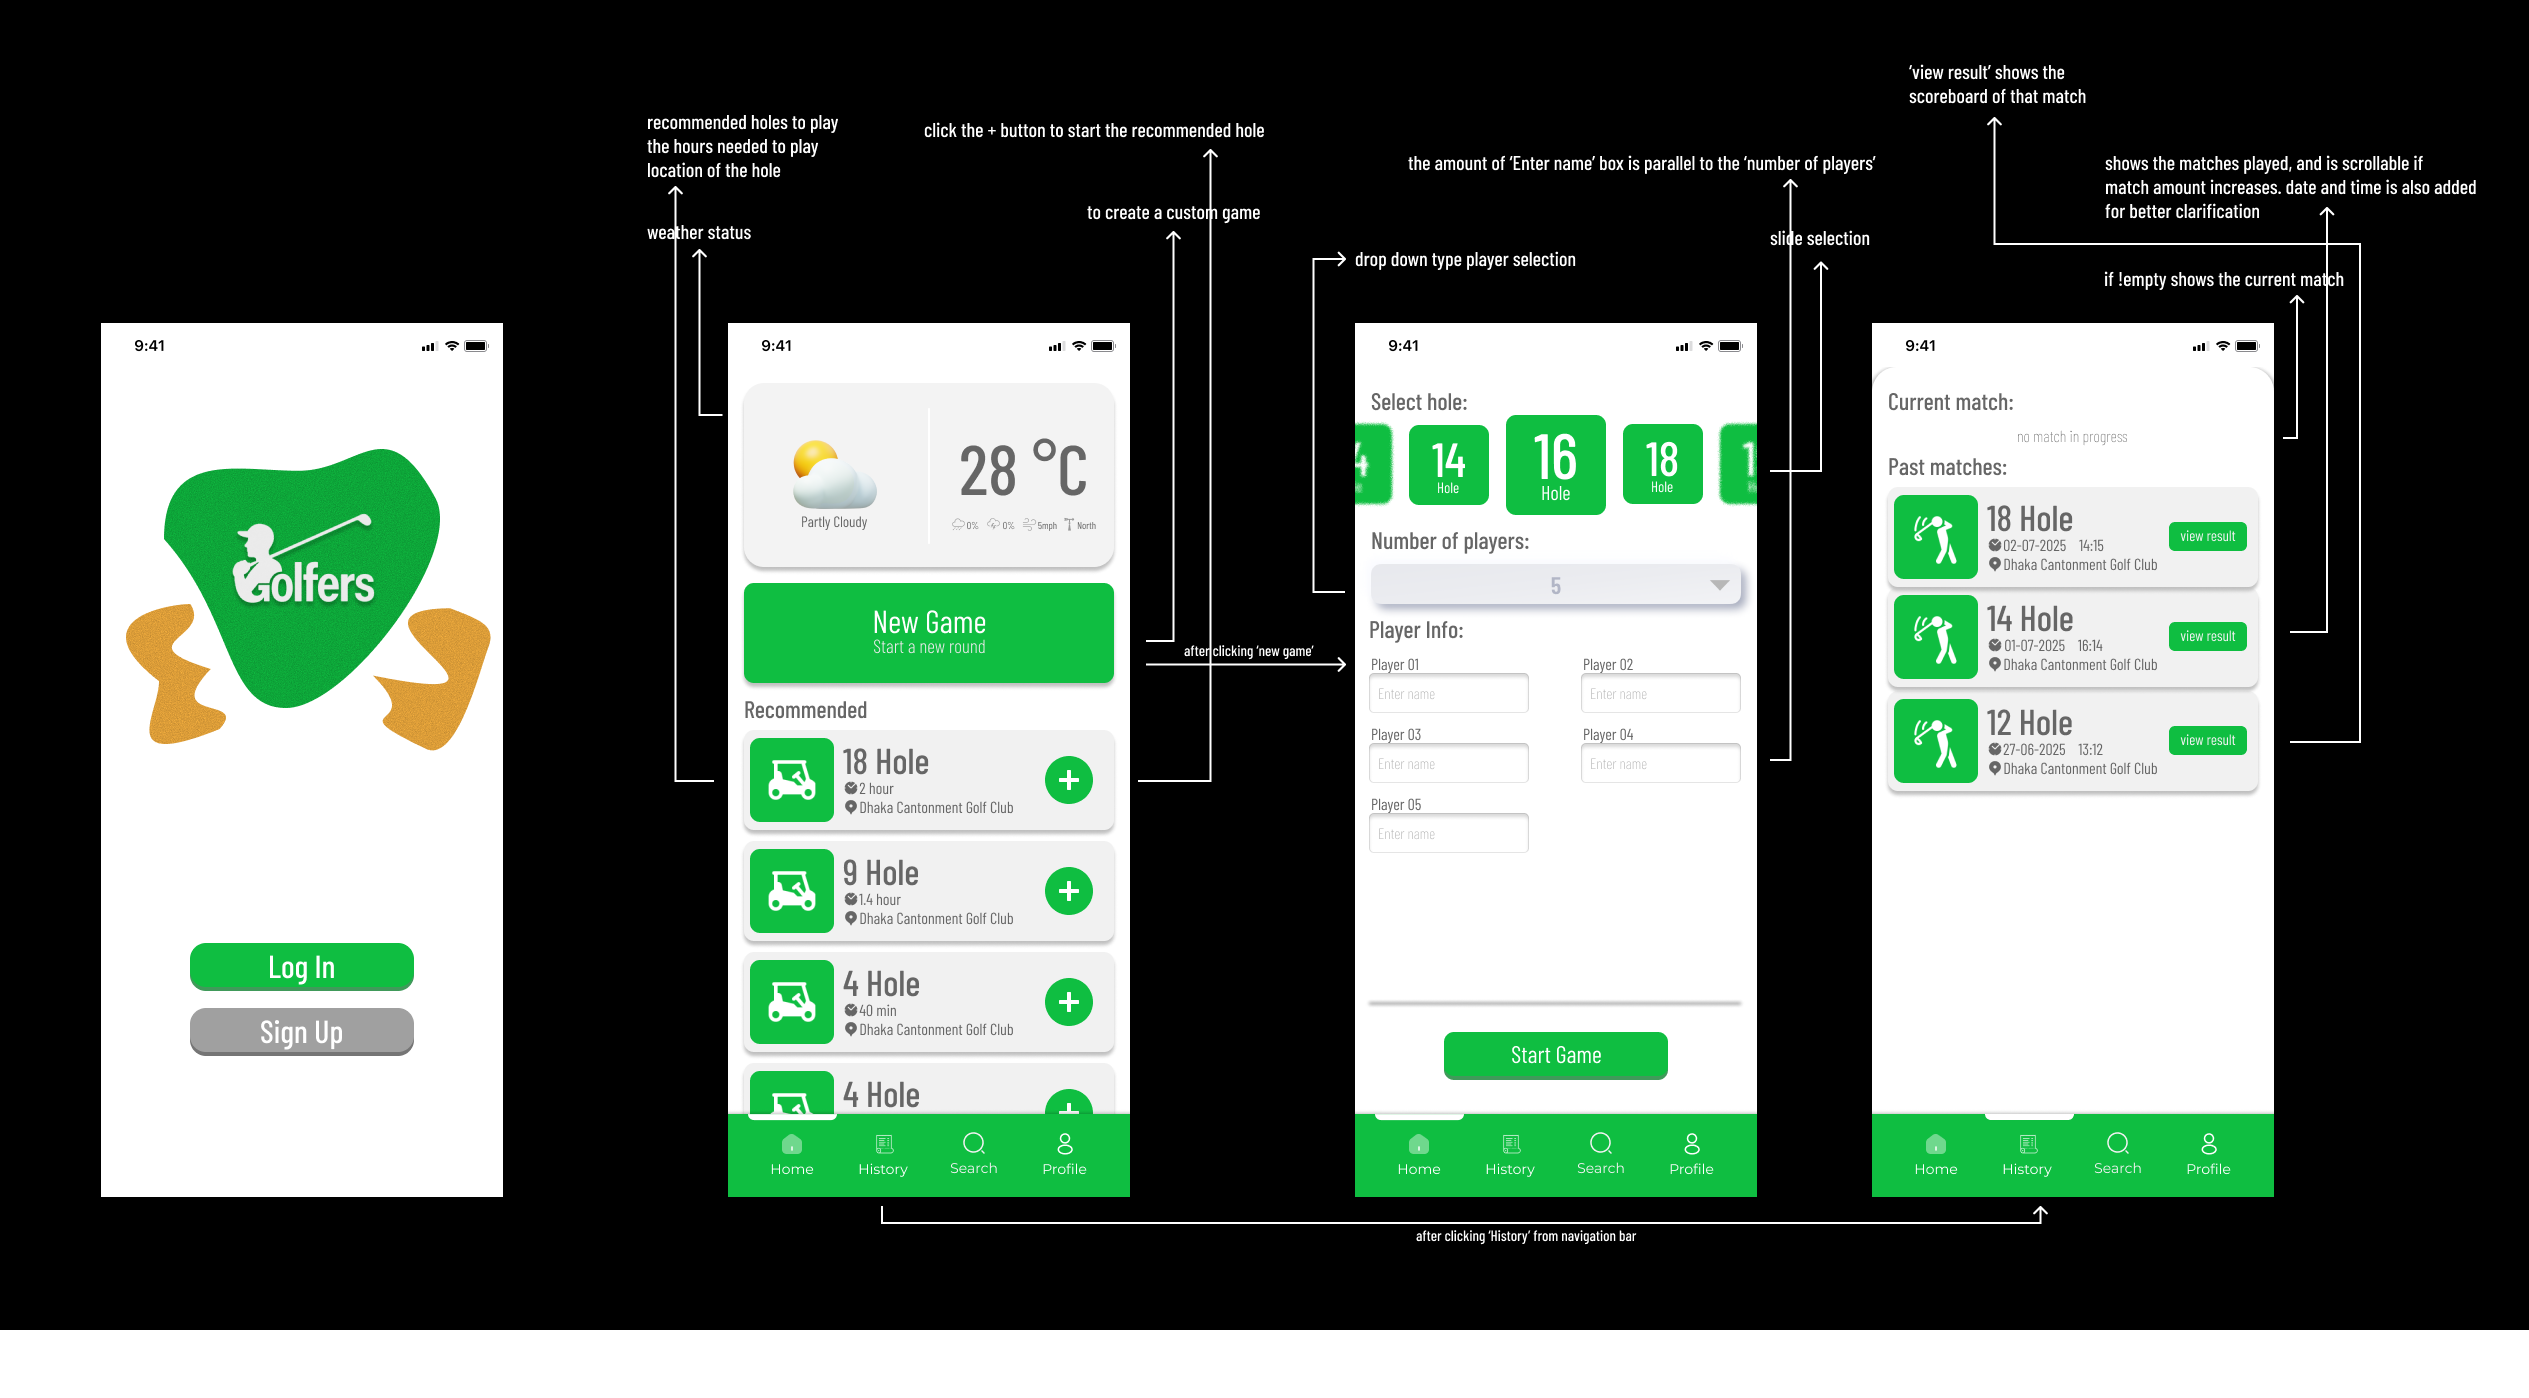 'view result' shows the
scoreboard of that match
recommended holes to play
the hours needed to play
location of the hole
click the + button to start the recommended hole
the amount of 'Enter name' box is parallel to the 'number of players'
shows the matches played, and is scrollable if
match amount increases. date and time is also added
for better clarification
to create a custom game
weather status
slide selection
drop down type player selection
if !empty shows the current match
9:41
Golfers
Log In
Sign Up
9:41
Partly Cloudy
28 °C
0%
0%
5mph
North
New Game
Start a new round
Recommended
18 Hole
2 hour
Dhaka Cantonment Golf Club
9 Hole
1.4 hour
Dhaka Cantonment Golf Club
4 Hole
40 min
Dhaka Cantonment Golf Club
4 Hole
Home
History
Search
Profile
after clicking 'new game'
9:41
Select hole:
4
14
Hole
16
Hole
18
Hole
1
Number of players:
5
Player Info:
Player 01
Player 02
Enter name
Enter name
Player 03
Player 04
Enter name
Enter name
Player 05
Enter name
Start Game
Home
History
Search
Profile
9:41
Current match:
no match in progress
Past matches:
18 Hole
02-07-2025 14:15
Dhaka Cantonment Golf Club
view result
14 Hole
01-07-2025 16:14
Dhaka Cantonment Golf Club
view result
12 Hole
27-06-2025 13:12
Dhaka Cantonment Golf Club
view result
Home
History
Search
Profile
after clicking 'History' from navigation bar